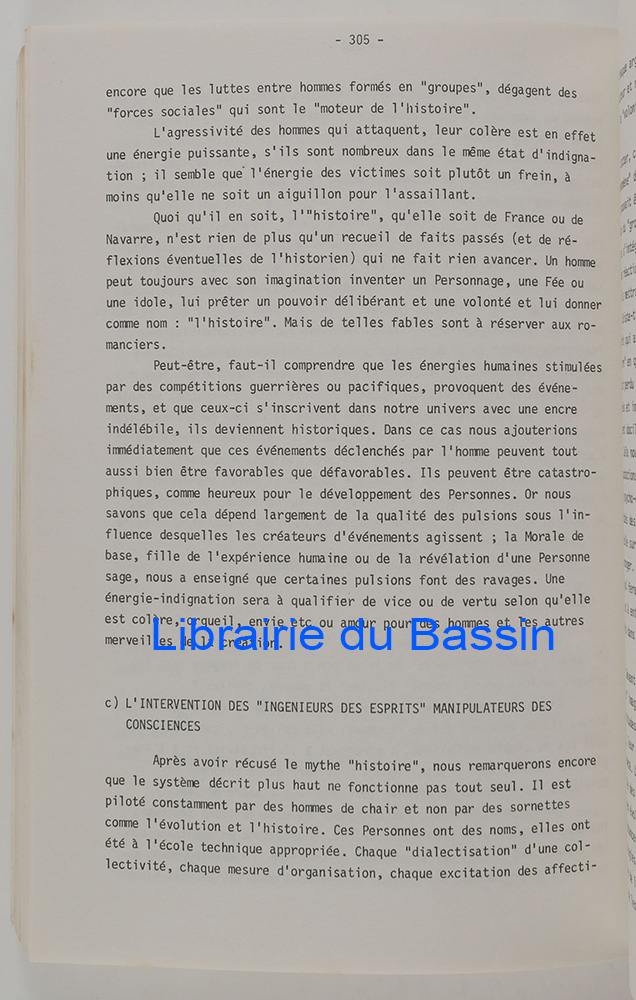 - 305 -
encore que les luttes entre hommes formés en "groupes", dégagent des
"forces sociales" qui sont le "moteur de l'histoire".
L'agressivité des hommes qui attaquent, leur colère est en effet
une énergie puissante, s'ils sont nombreux dans le même état d'indigna-
tion ; il semble que l'énergie des victimes soit plutôt un frein, à
moins qu'elle ne soit un aiguillon pour l'assaillant.
Quoi qu'il en soit, l'"histoire", qu'elle soit de France ou de
Navarre, n'est rien de plus qu'un recueil de faits passés (et de ré-
flexions éventuelles de l'historien) qui ne fait rien avancer. Un homme
peut toujours avec son imagination inventer un Personnage, une Fée ou
une idole, lui prêter un pouvoir délibérant et une volonté et lui donner
comme nom : "l'histoire". Mais de telles fables sont à réserver aux ro-
manciers.
Peut-être, faut-il comprendre que les énergies humaines stimulées
par des compétitions guerrières ou pacifiques, provoquent des événe-
ments, et que ceux-ci s'inscrivent dans notre univers avec une encre
indélébile, ils deviennent historiques. Dans ce cas nous ajouterions
immédiatement que ces événements déclenchés par l'homme peuvent tout
aussi bien être favorables que défavorables. Ils peuvent être catastro-
phiques, comme heureux pour le développement des Personnes. Or nous
savons que cela dépend largement de la qualité des pulsions sous l'in-
fluence desquelles les créateurs d'événements agissent ; la Morale de
base, fille de l'expérience humaine ou de la révélation d'une Personne
sage, nous a enseigné que certaines pulsions font des ravages. Une
énergie-indignation sera à qualifier de vice ou de vertu selon qu'elle
est colère, orgueil, envie etc ou amour pour des hommes et les autres
merveilles de la création.
Librairie du Bassin
c) L'INTERVENTION DES "INGENIEURS DES ESPRITS" MANIPULATEURS DES
CONSCIENCES
Après avoir récusé le mythe "histoire", nous remarquerons encore
que le système décrit plus haut ne fonctionne pas tout seul. Il est
piloté constamment par des hommes de chair et non par des sornettes
comme l'évolution et l'histoire. Ces Personnes ont des noms, elles ont
été à l'école technique appropriée. Chaque "dialectisation" d'une col-
lectivité, chaque mesure d'organisation, chaque excitation des affecti-